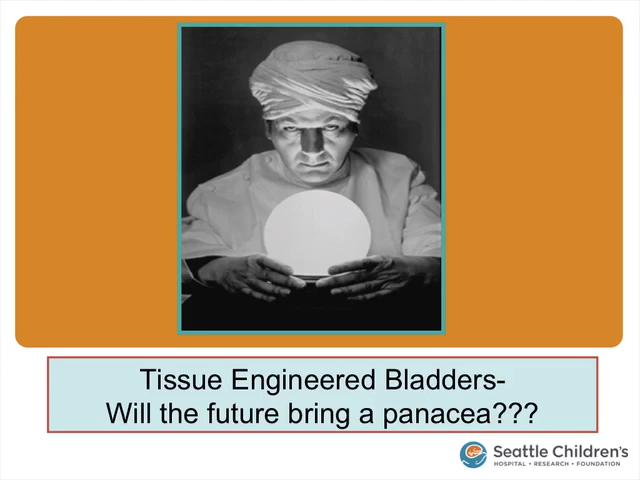 Tissue Engineered Bladders-
Will the future bring a panacea???
Seattle Children's
HOSPITAL • RESEARCH • FOUNDATION